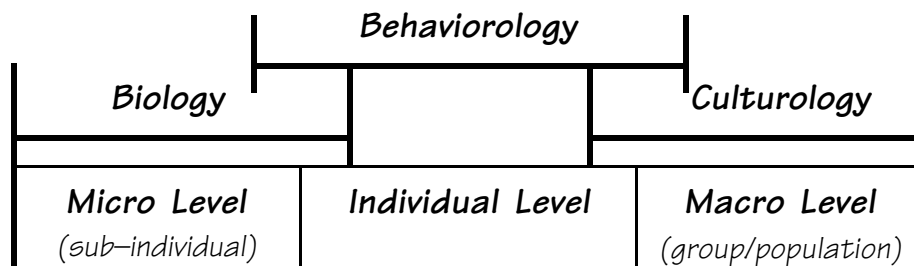 Behaviorology
Biology
Culturology
Micro Level
(sub–individual)
Individual Level
Macro Level
(group/population)